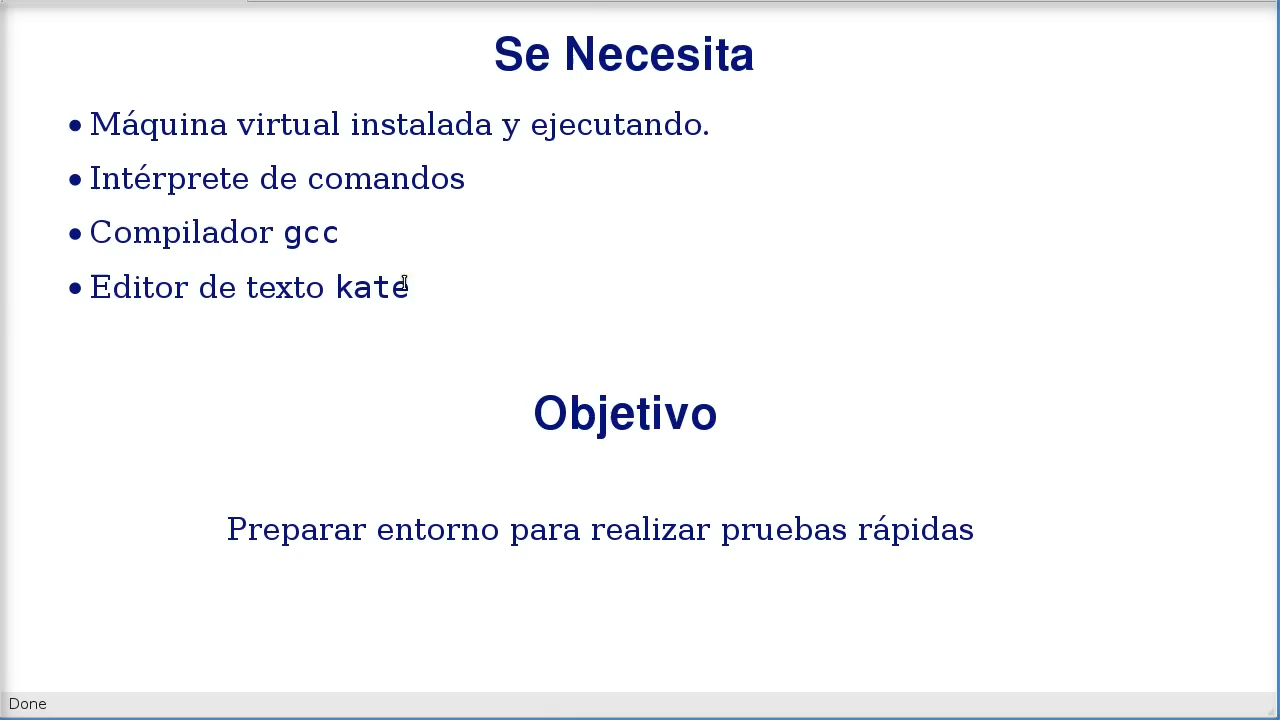 Se Necesita
• Máquina virtual instalada y ejecutando.
• Intérprete de comandos
• Compilador gcc
• Editor de texto kate
Objetivo
Preparar entorno para realizar pruebas rápidas
Done